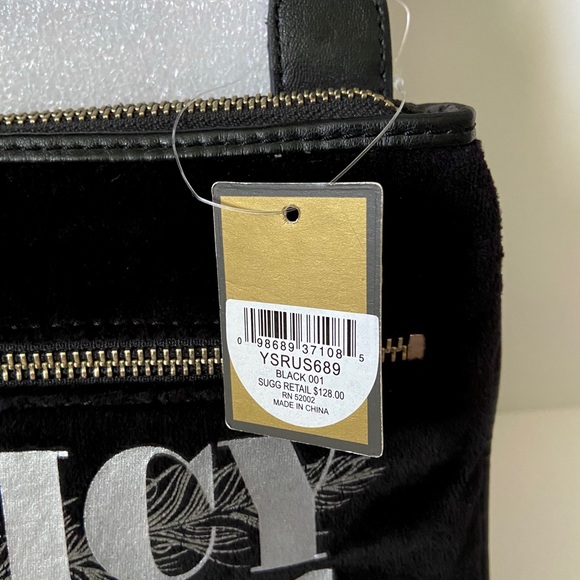 0 98689 37108 5
YSRUS689
BLACK 001
SUGG RETAIL $128.00
RN 52002
MADE IN CHINA
ICY